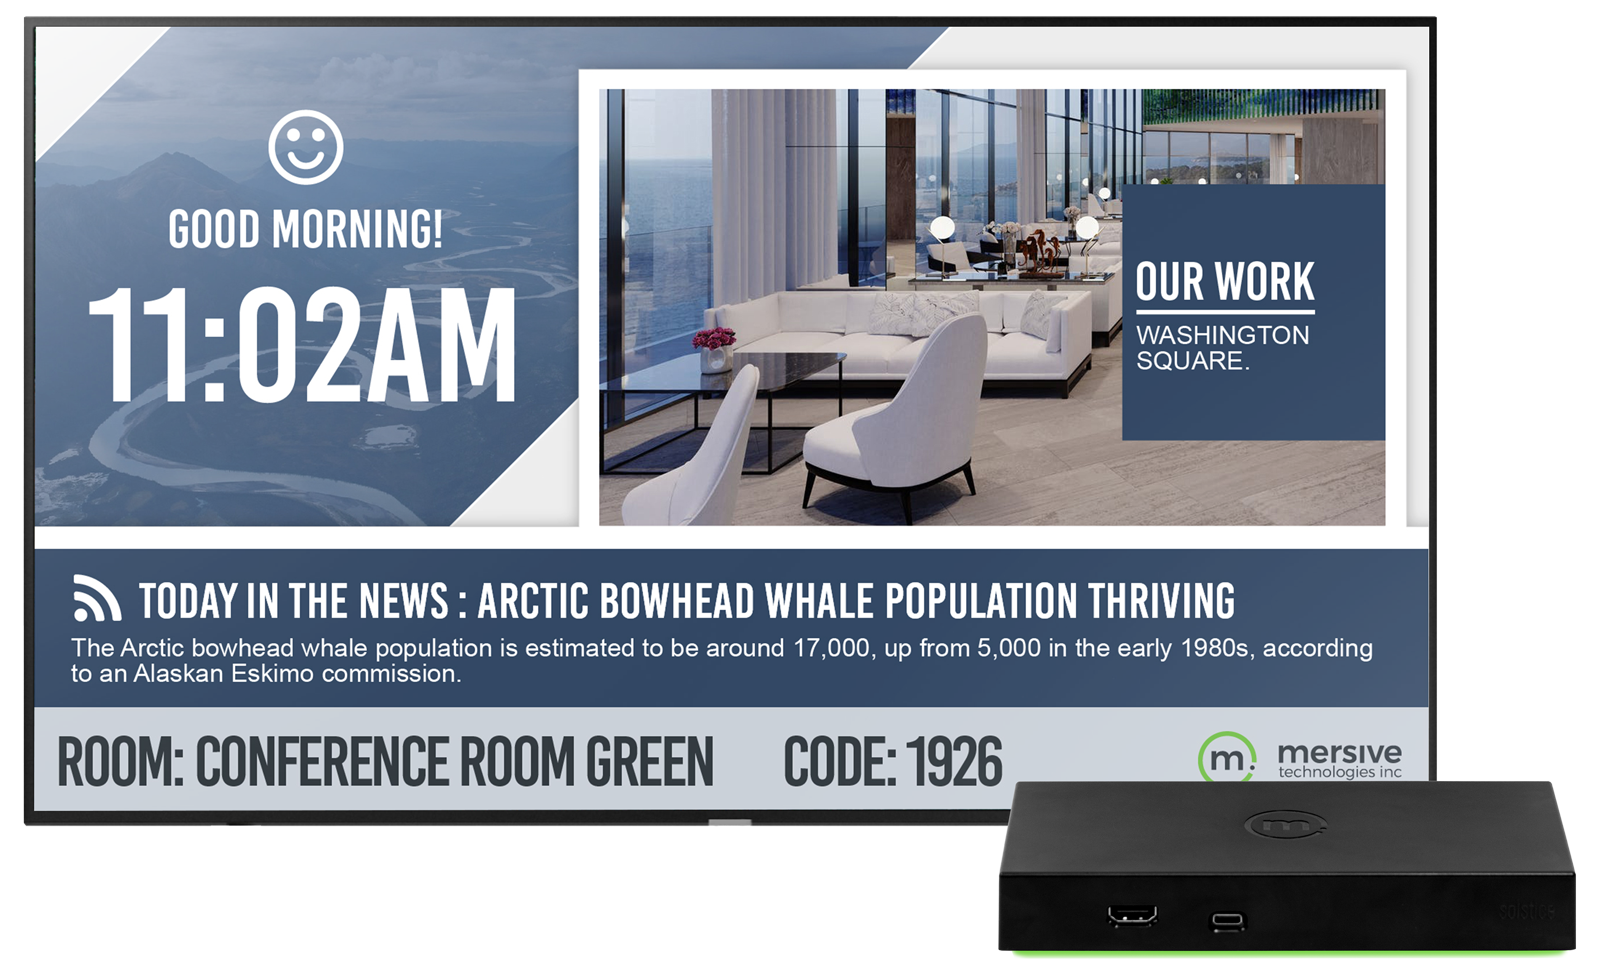 GOOD MORNING!
11:02AM
OUR WORK
WASHINGTON
SQUARE.
TODAY IN THE NEWS : ARCTIC BOWHEAD WHALE POPULATION THRIVING
The Arctic bowhead whale population is estimated to be around 17,000, up from 5,000 in the early 1980s, according
to an Alaskan Eskimo commission.
ROOM: CONFERENCE ROOM GREEN CODE: 1926
m. mersive
technologies inc
m.
solstice